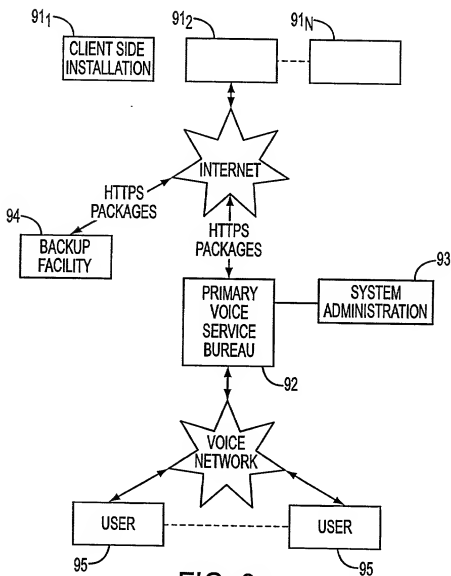 91₁
91₂
91N
CLIENT SIDE
INSTALLATION
INTERNET
HTTPS
PACKAGES
94
BACKUP
FACILITY
HTTPS
PACKAGES
93
PRIMARY
VOICE
SERVICE
BUREAU
SYSTEM
ADMINISTRATION
92
VOICE
NETWORK
USER
USER
95
95